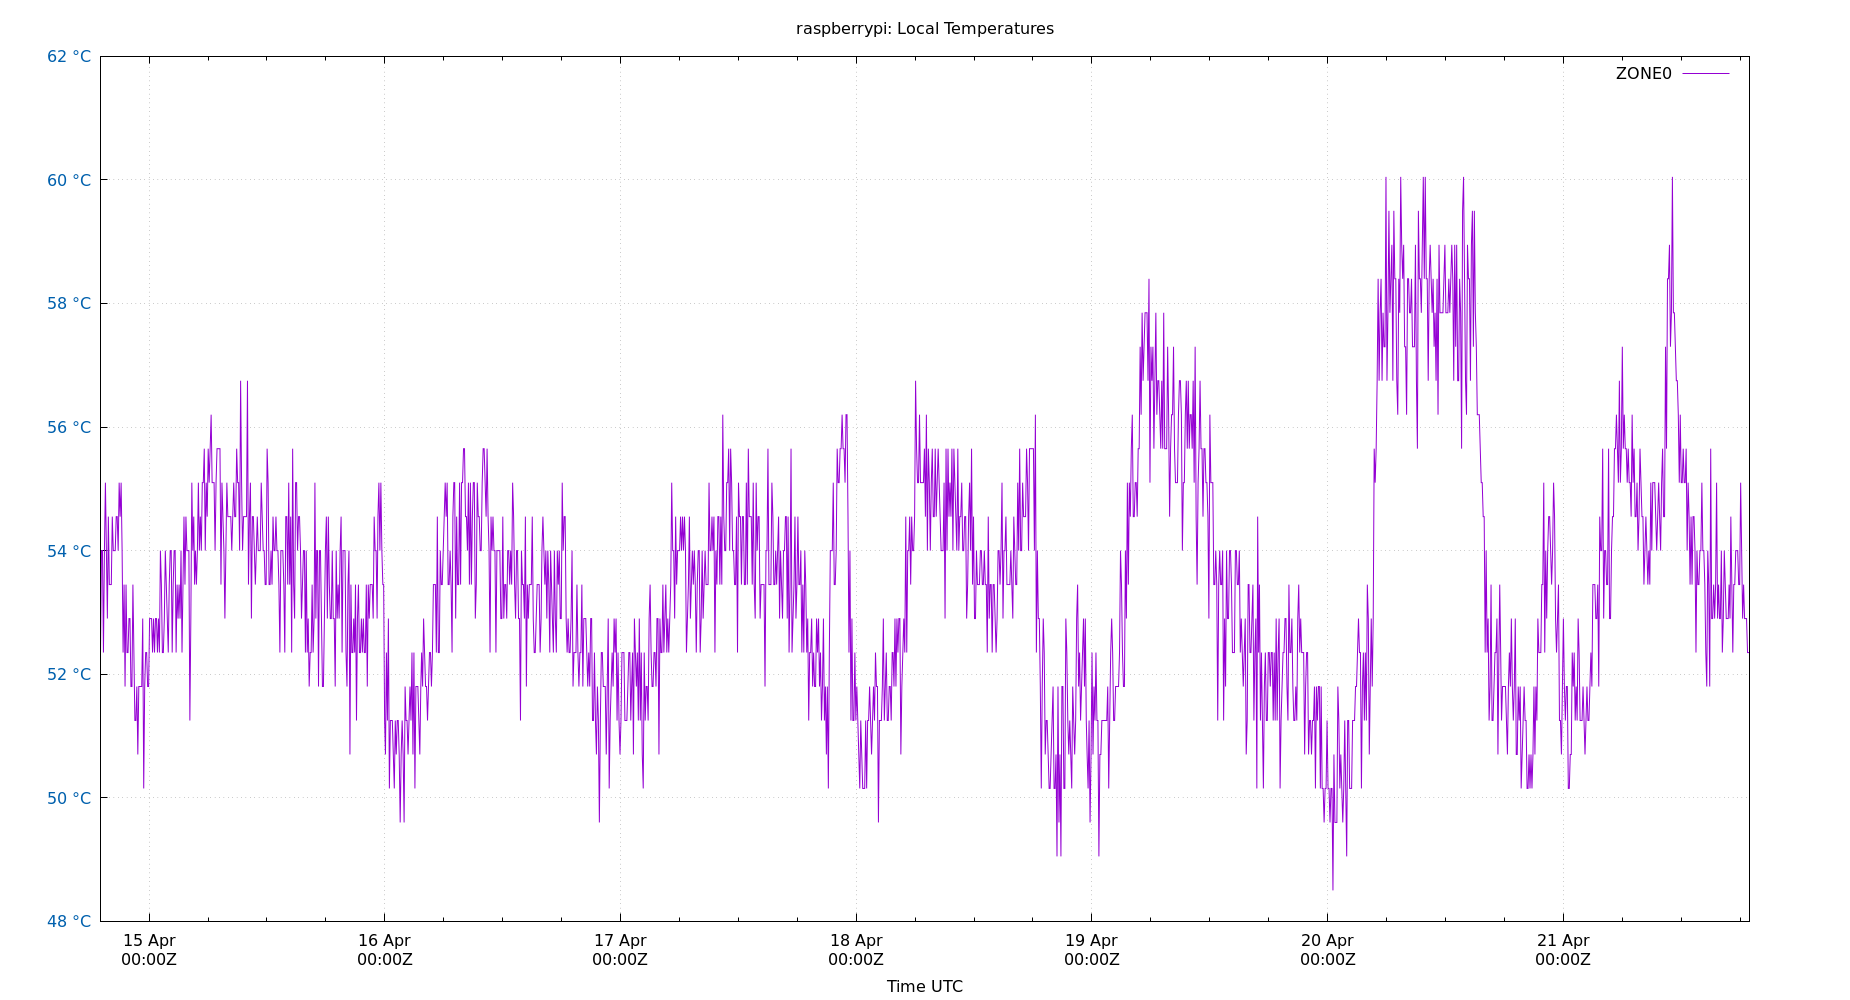 raspberrypi: Local Temperatures
62 °C
ZONE0
60 °C
58 °C
56 °C
54 °C
52 °C
50 °C
48 °C
15 Apr 16 Apr 17 Apr 18 Apr 19 Apr 20 Apr 21 Apr
00:00Z 00:00Z 00:00Z 00:00Z 00:00Z 00:00Z 00:00Z
Time UTC